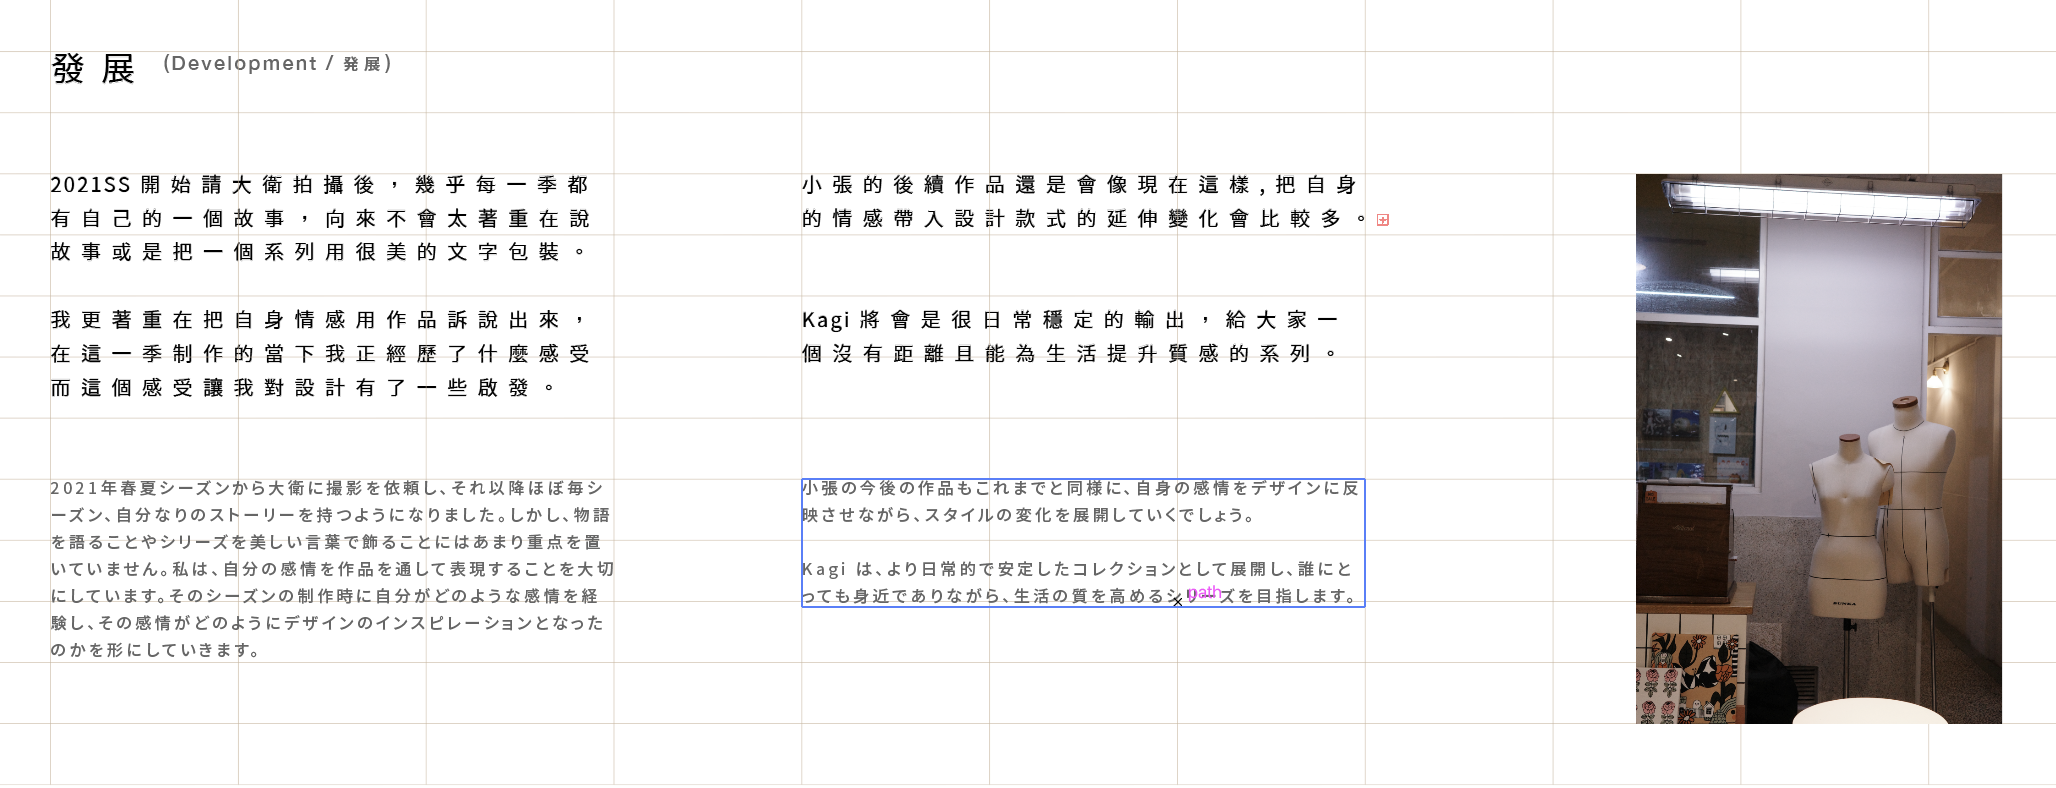 發展 (Development / 発展)
2021SS 開始請大衛拍攝後，幾乎每一季都
有自己的一個故事，向來不會太著重在說
故事或是把一個系列用很美的文字包裝。
我更著重在把自身情感用作品訴說出來，
在這一季制作的當下我正經歷了什麼感受
而這個感受讓我對設計有了一些啟發。
2021年春夏シーズンから大衛に撮影を依頼し、それ以降ほぼ毎シ
ーズン、自分なりのストーリーを持つようになりました。しかし、物語
を語ることやシリーズを美しい言葉で飾ることにはあまり重点を置
いていません。私は、自分の感情を作品を通して表現することを大切
にしています。そのシーズンの制作時に自分がどのような感情を経
験し、その感情がどのようにデザインのインスピレーションとなった
のかを形にしていきます。
小張的後續作品還是會像現在這樣,把自身
的情感帶入設計款式的延伸變化會比較多。
Kagi 將會是很日常穩定的輸出，給大家一
個沒有距離且能為生活提升質感的系列。
小張の今後の作品もこれまでと同様に、自身の感情をデザインに反
映させながら、スタイルの変化を展開していくでしょう。
Kagi は、より日常的で安定したコレクションとして展開し、誰にと
っても身近でありながら、生活の質を高めるシリーズを目指します。
path